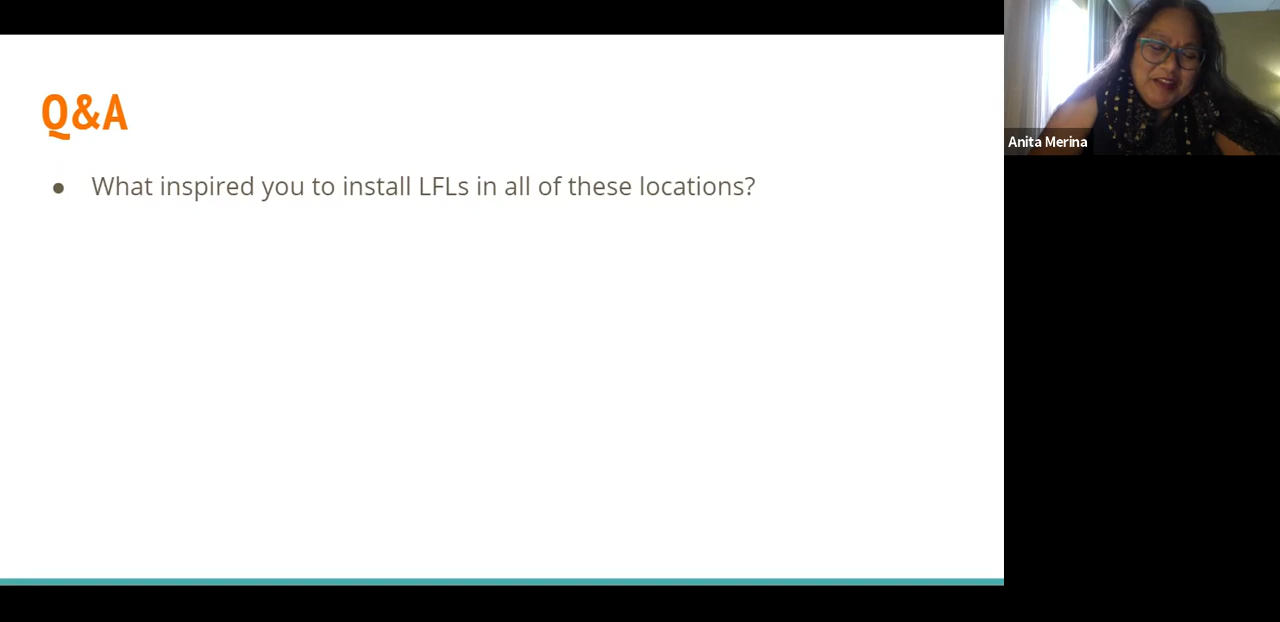 Q&A
● What inspired you to install LFLs in all of these locations?
Anita Merina